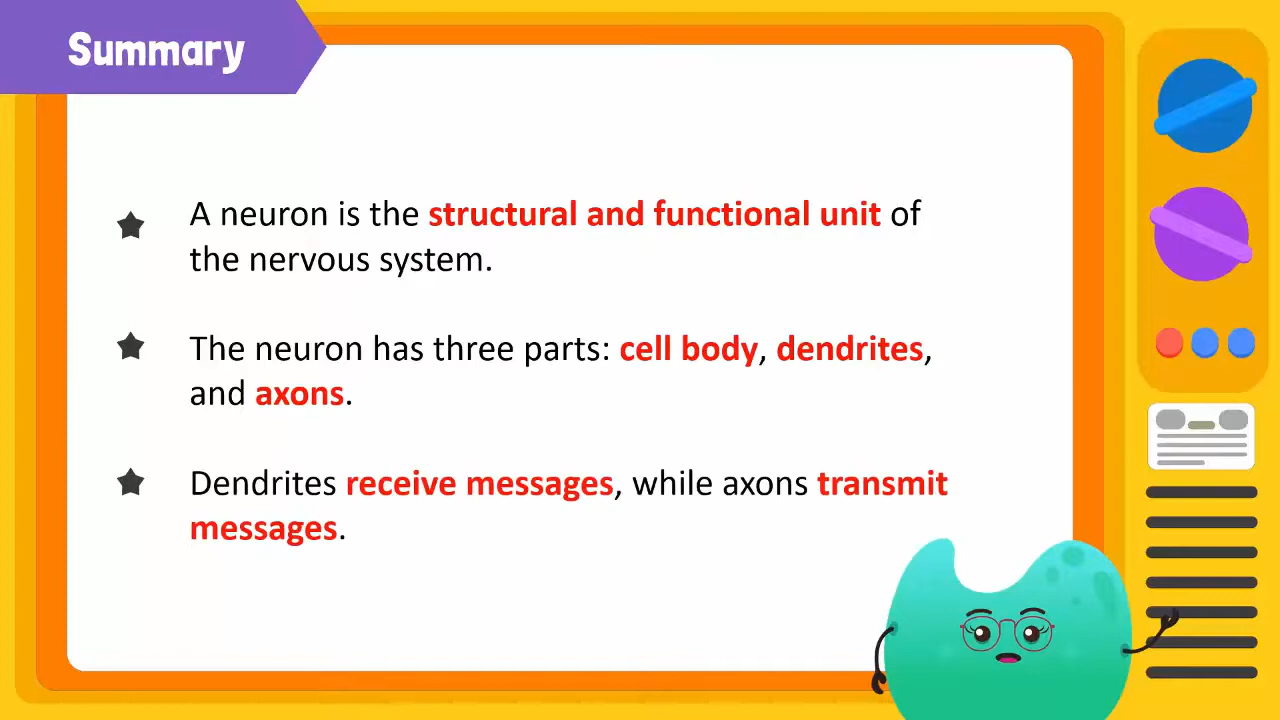 Summary
A neuron is the structural and functional unit of
the nervous system.
The neuron has three parts: cell body, dendrites,
and axons.
Dendrites receive messages, while axons transmit
messages.